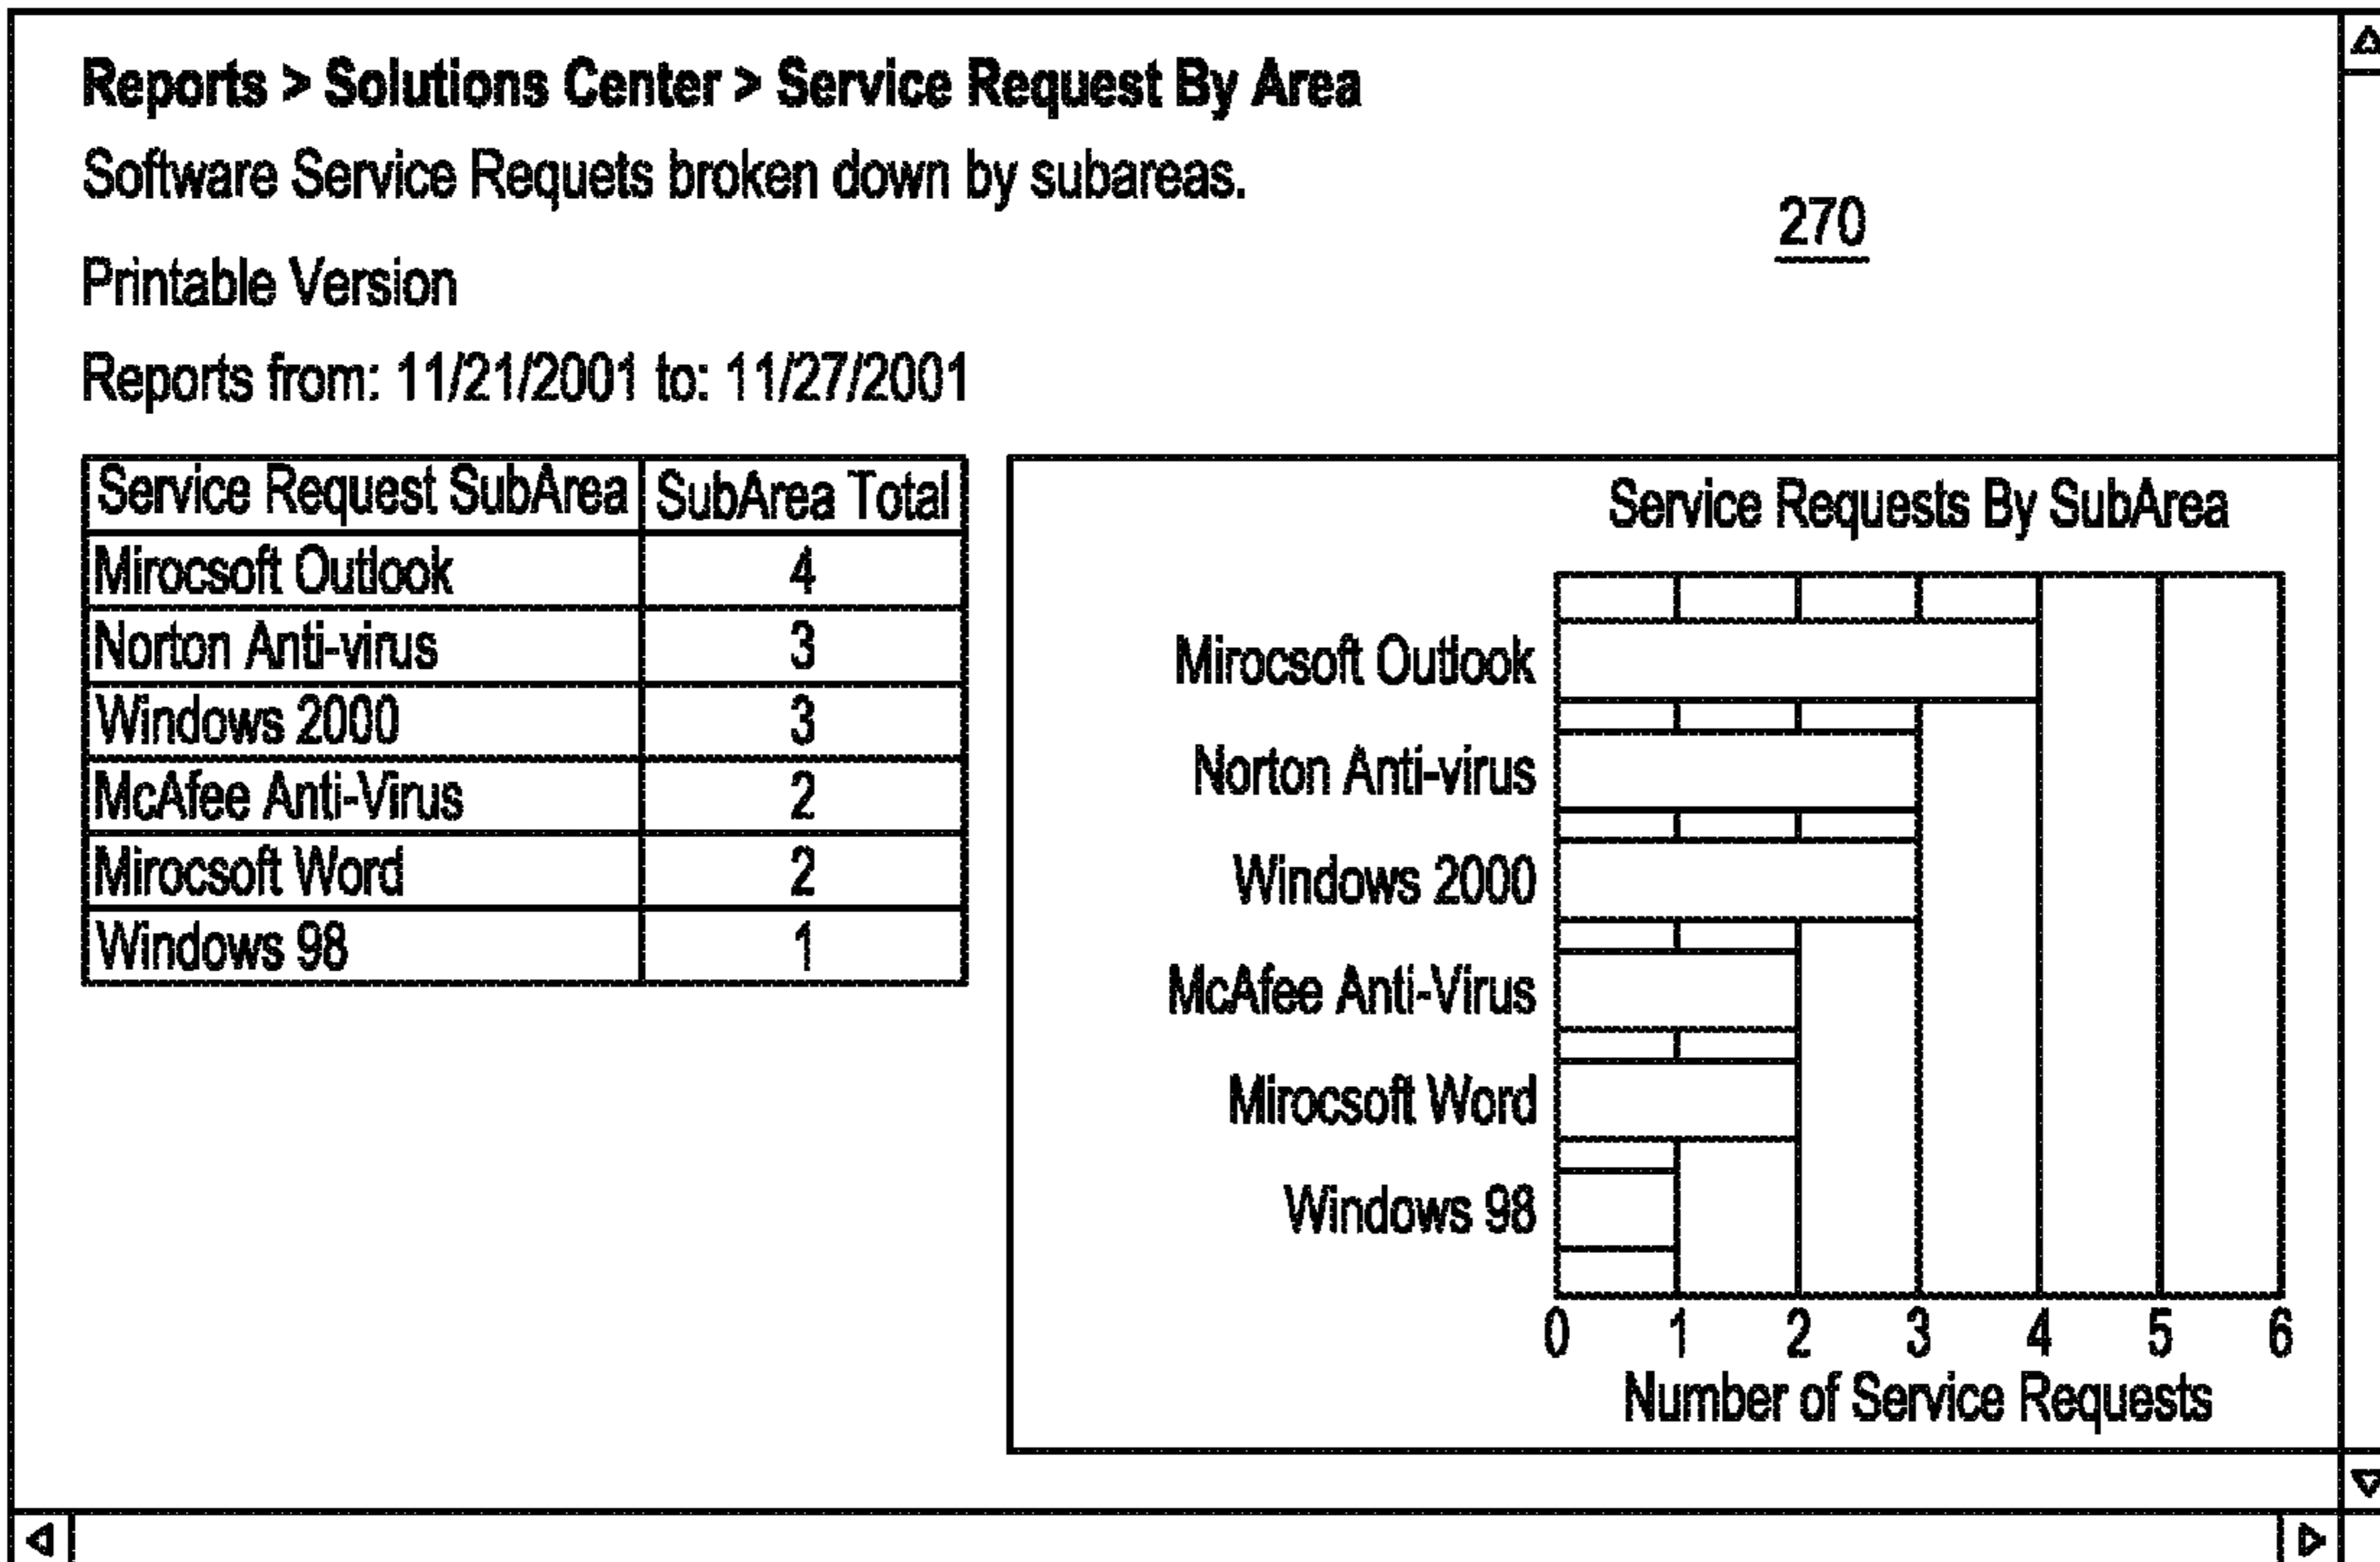 Reports > Solutions Center > Service Request By Area
Software Service Requets broken down by subareas.
270
Printable Version
Reports from: 11/21/2001 to: 11/27/2001
Service Request SubArea SubArea Total
Mirocsoft Outlook 4
Norton Anti-virus 3
Windows 2000 3
McAfee Anti-Virus 2
Mirocsoft Word 2
Windows 98 1
Service Requests By SubArea
Mirocsoft Outlook
Norton Anti-virus
Windows 2000
McAfee Anti-Virus
Mirocsoft Word
Windows 98
0 1 2 3 4 5 6
Number of Service Requests